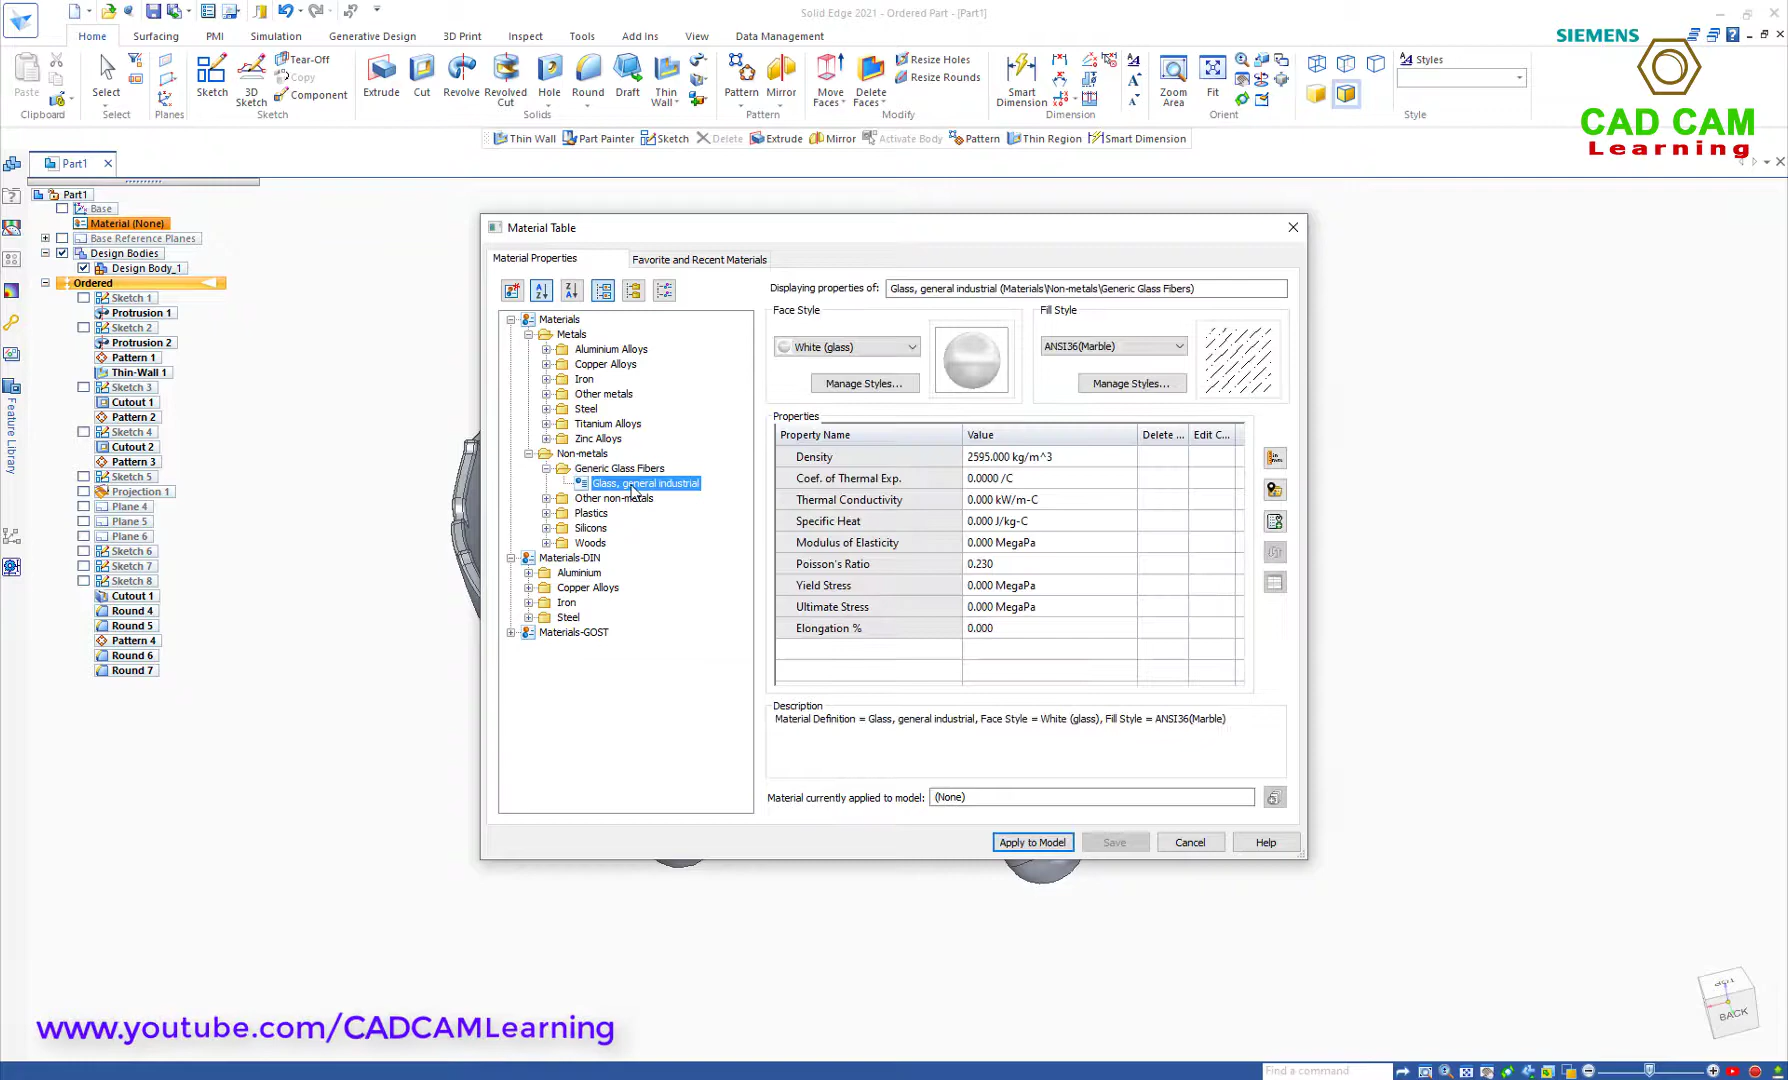 Solid Edge 2021 - Ordered Part - [Part1]
Home Surfacing PMI Simulation Generative Design 3D Print Inspect Tools Add Ins View Data Management
SIEMENS
CAD CAM
Learning
Paste
Clipboard
Select
Select
Planes
Sketch
3D
Sketch
Tear-Off
Copy
Component
Sketch
Extrude
Cut
Revolve
Revolved
Cut
Hole
Round
Draft
Thin
Wall
Solids
Pattern
Mirror
Pattern
Move
Faces
Delete
Faces
Resize Holes
Resize Rounds
Modify
Smart
Dimension
Dimension
Zoom
Area
Fit
Orient
Styles
Style
Thin Wall Part Painter Sketch Delete Extrude Mirror Activate Body Pattern Thin Region Smart Dimension
Part1
Part1
Base
Material (None)
Base Reference Planes
Design Bodies
Design Body_1
Ordered
Sketch 1
Protrusion 1
Sketch 2
Protrusion 2
Pattern 1
Thin-Wall 1
Sketch 3
Cutout 1
Pattern 2
Sketch 4
Cutout 2
Pattern 3
Sketch 5
Projection 1
Plane 4
Plane 5
Plane 6
Sketch 6
Sketch 7
Sketch 8
Cutout 1
Round 4
Round 5
Pattern 4
Round 6
Round 7
Feature Library
Material Table
Material Properties
Favorite and Recent Materials
Materials
Metals
Aluminium Alloys
Copper Alloys
Iron
Other metals
Steel
Titanium Alloys
Zinc Alloys
Non-metals
Generic Glass Fibers
Glass, general industrial
Other non-metals
Plastics
Silicons
Woods
Materials-DIN
Aluminium
Copper Alloys
Iron
Steel
Materials-GOST
Displaying properties of: Glass, general industrial (Materials\Non-metals\Generic Glass Fibers)
Face Style
White (glass)
Manage Styles...
Fill Style
ANSI36(Marble)
Manage Styles...
Properties
Property Name Value Delete ... Edit C...
Density 2595.000 kg/m^3
Coef. of Thermal Exp. 0.0000 /C
Thermal Conductivity 0.000 kW/m-C
Specific Heat 0.000 J/kg-C
Modulus of Elasticity 0.000 MegaPa
Poisson's Ratio 0.230
Yield Stress 0.000 MegaPa
Ultimate Stress 0.000 MegaPa
Elongation % 0.000
Description
Material Definition = Glass, general industrial, Face Style = White (glass), Fill Style = ANSI36(Marble)
Material currently applied to model: (None)
Apply to Model Save Cancel Help
BACK
www.youtube.com/CADCAMLearning
Find a command